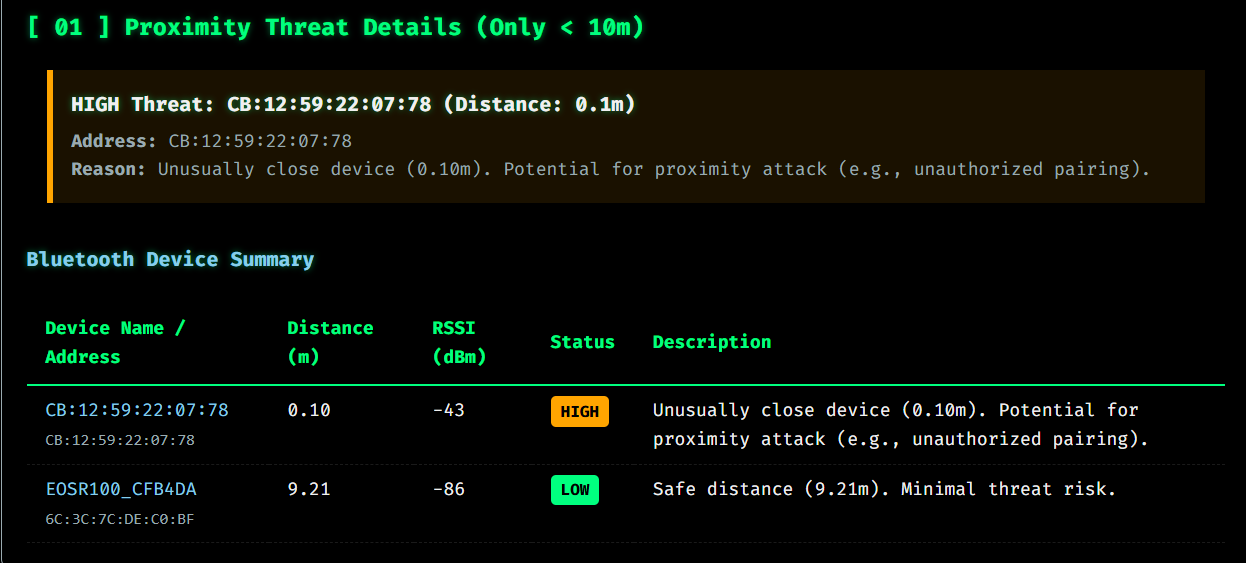 [ 01 ] Proximity Threat Details (Only < 10m)
HIGH Threat: CB:12:59:22:07:78 (Distance: 0.1m)
Address: CB:12:59:22:07:78
Reason: Unusually close device (0.10m). Potential for proximity attack (e.g., unauthorized pairing).
Bluetooth Device Summary
Device Name /
Address
Distance
(m)
RSSI
(dBm)
Status
Description
CB:12:59:22:07:78
CB:12:59:22:07:78
0.10
-43
HIGH
Unusually close device (0.10m). Potential for
proximity attack (e.g., unauthorized pairing).
EOSR100_CFB4DA
6C:3C:7C:DE:C0:BF
9.21
-86
LOW
Safe distance (9.21m). Minimal threat risk.